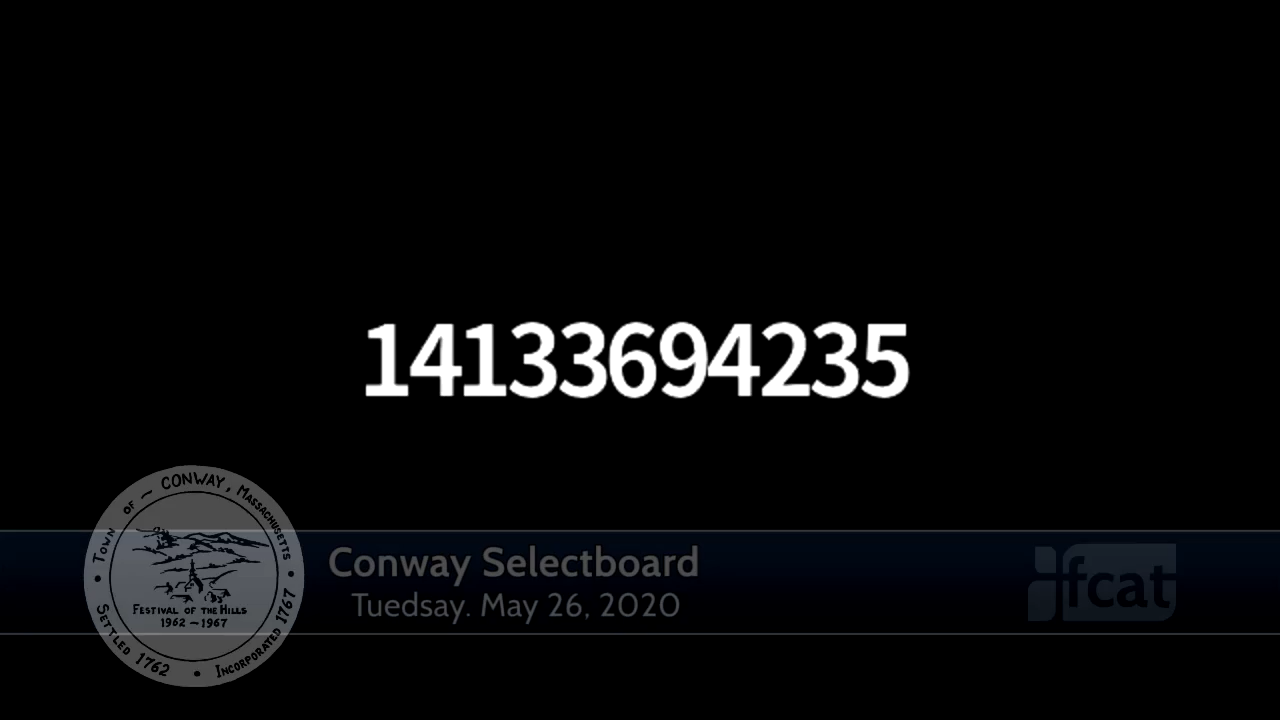 14133694235
TOWN OF ~ CONWAY, MASSACHUSETTS
FESTIVAL OF THE HILLS
1962 ~ 1967
SETTLED 1762 • INCORPORATED 1767
Conway Selectboard
Tuedsay. May 26, 2020
fcat